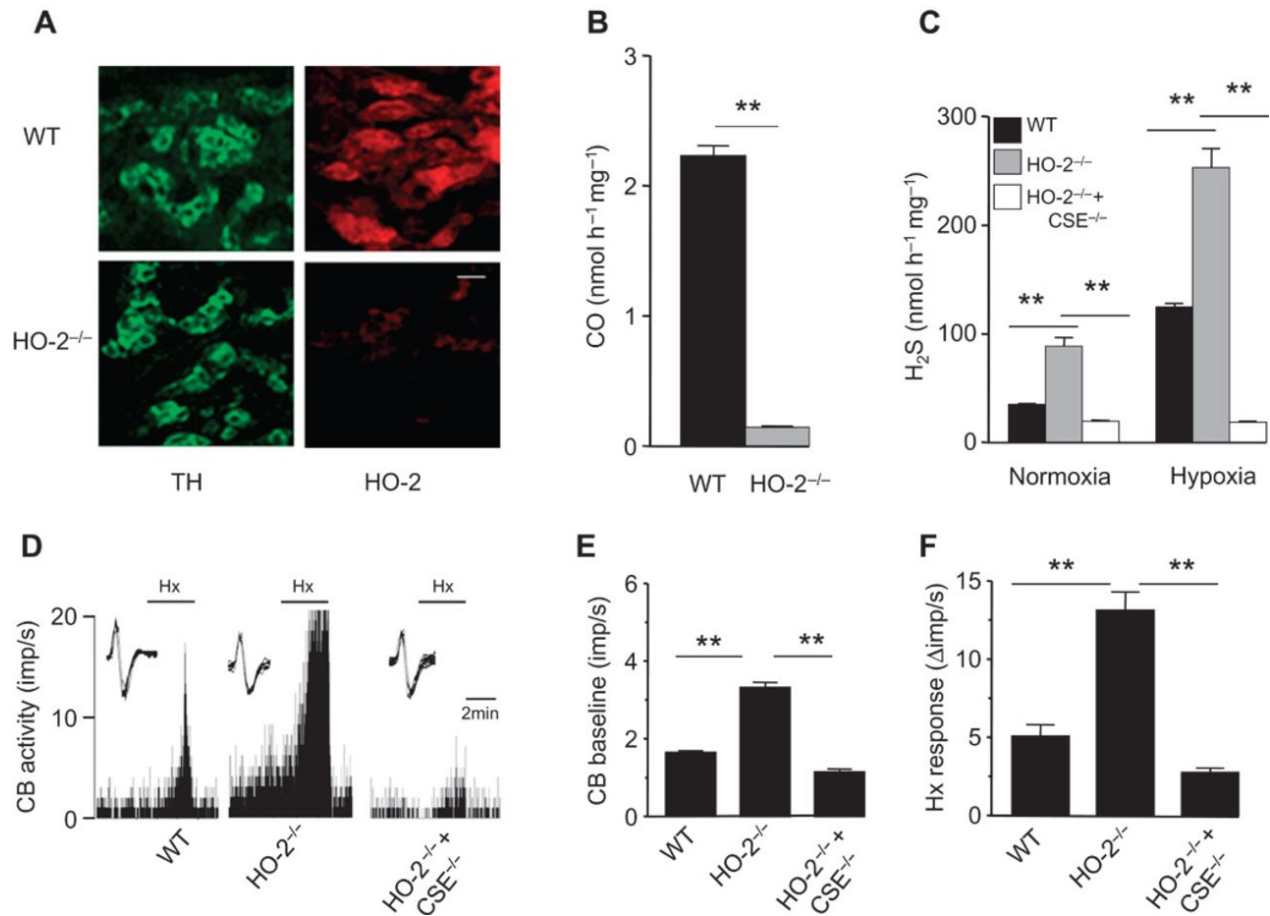 A
WT
HO-2⁻/⁻
TH HO-2
B
CO (nmol h⁻¹ mg⁻¹)
3
2
1
0
**
WT HO-2⁻/⁻
C
H₂S (nmol h⁻¹ mg⁻¹)
300
200
100
0
WT
HO-2⁻/⁻
HO-2⁻/⁻+
CSE⁻/⁻
** **
** **
Normoxia Hypoxia
D
CB activity (imp/s)
20
10
0
Hx Hx Hx
2min
WT
HO-2⁻/⁻
HO-2⁻/⁻+
CSE⁻/⁻
E
CB baseline (imp/s)
6
4
2
0
** **
WT
HO-2⁻/⁻
HO-2⁻/⁻+
CSE⁻/⁻
F
Hx response (Δimp/s)
15
10
5
0
** **
WT
HO-2⁻/⁻
HO-2⁻/⁻+
CSE⁻/⁻